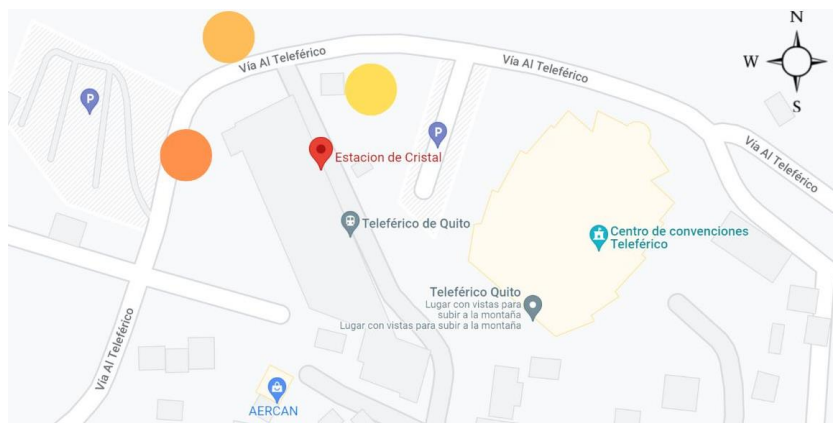 N
W
S
Vía Al Teleférico
Vía Al Teleférico
P
P
Estacion de Cristal
Vía Al Teleférico
Teleférico de Quito
Centro de convenciones
Teleférico
Teleférico Quito
Lugar con vistas para
subir a la montaña
Lugar con vistas para subir a la montaña
Vía Al Teleférico
AERCAN